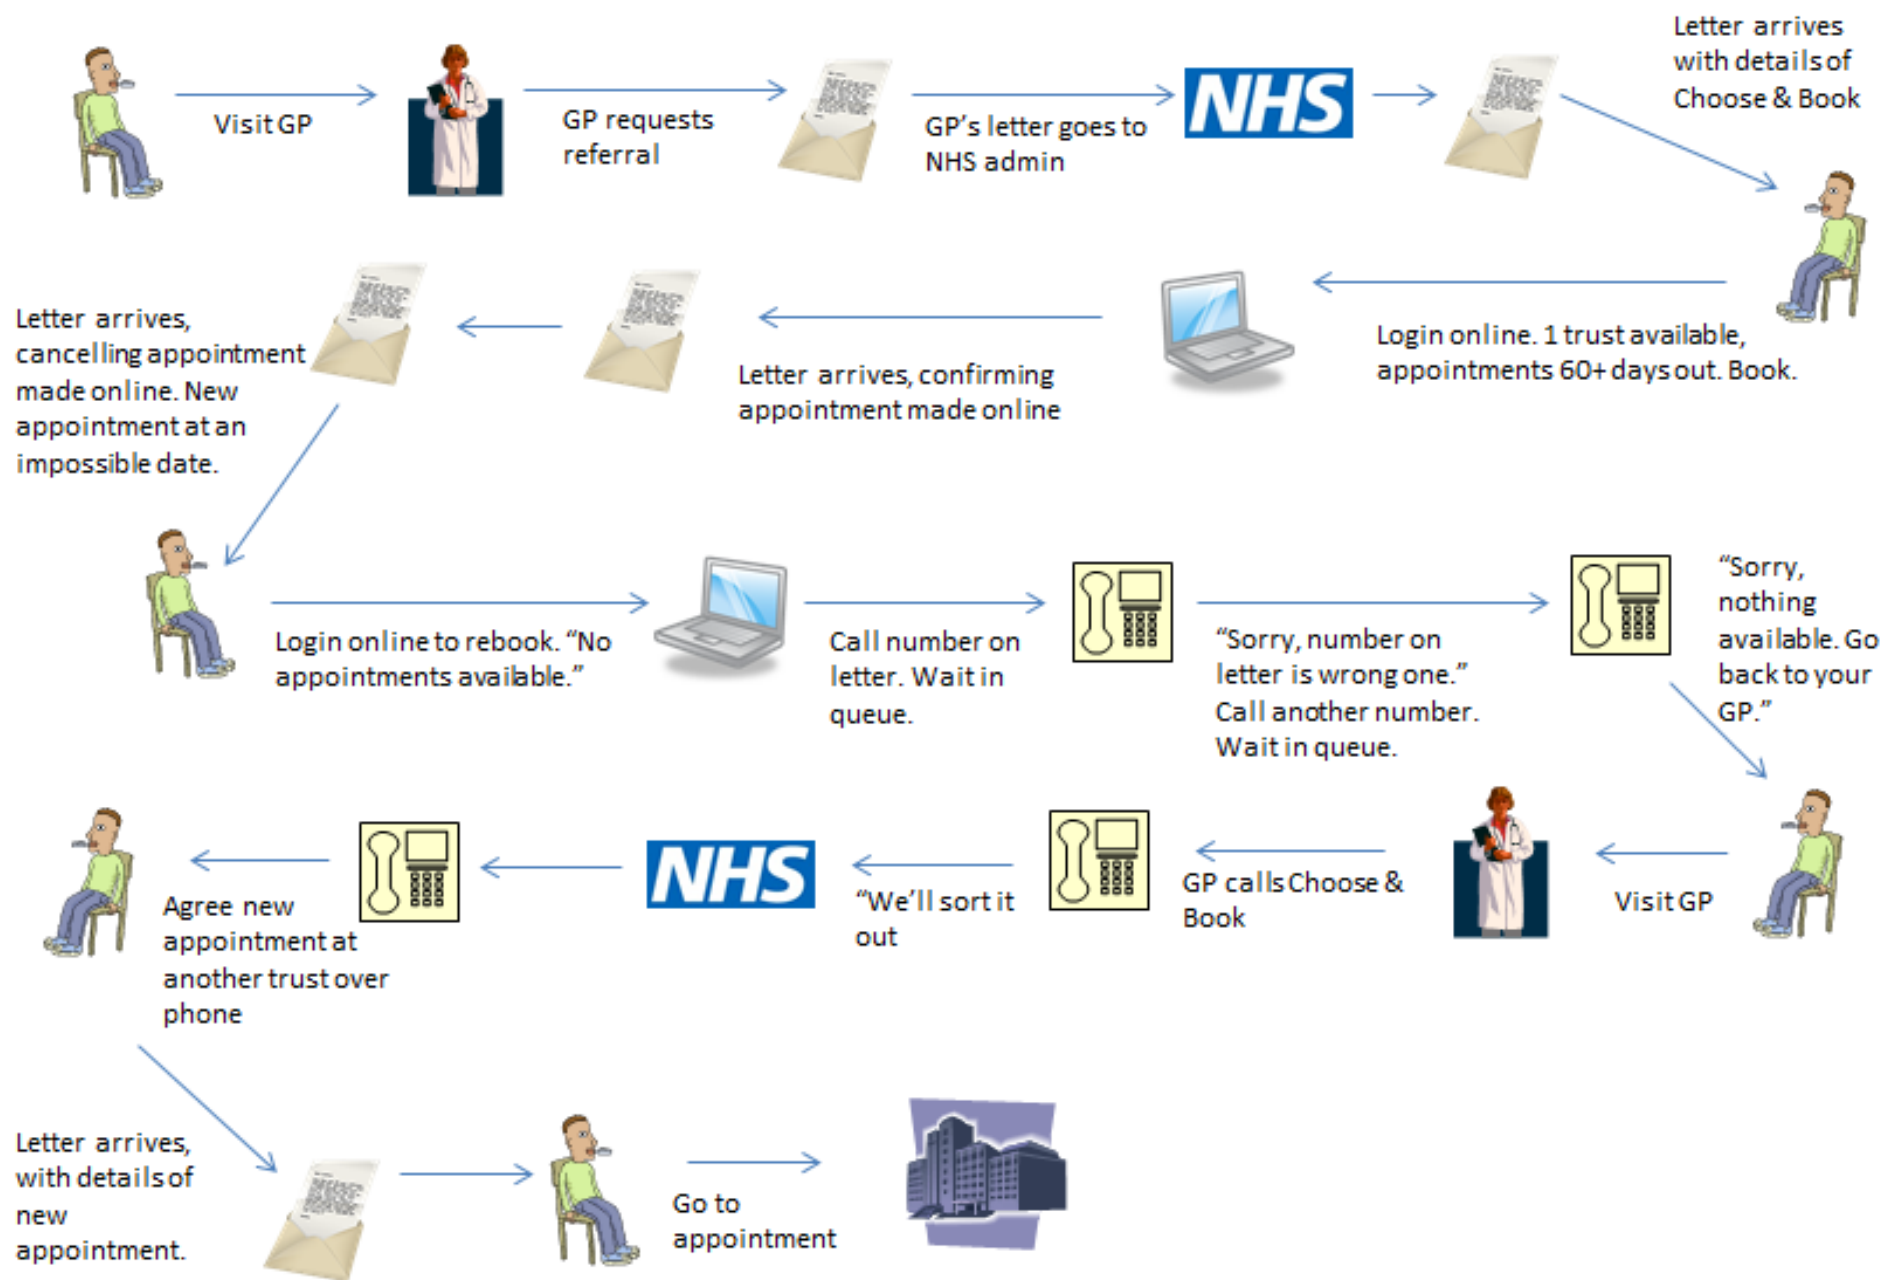 Visit GP
GP requests
referral
GP's letter goes to
NHS admin
NHS
Letter arrives
with details of
Choose & Book
Login online. 1 trust available,
appointments 60+ days out. Book.
Letter arrives, confirming
appointment made online
Letter arrives,
cancelling appointment
made online. New
appointment at an
impossible date.
Login online to rebook. “No
appointments available.”
Call number on
letter. Wait in
queue.
“Sorry, number on
letter is wrong one.”
Call another number.
Wait in queue.
“Sorry,
nothing
available. Go
back to your
GP.”
Visit GP
GP calls Choose &
Book
“We'll sort it
out
NHS
Agree new
appointment at
another trust over
phone
Letter arrives,
with details of
new
appointment.
Go to
appointment